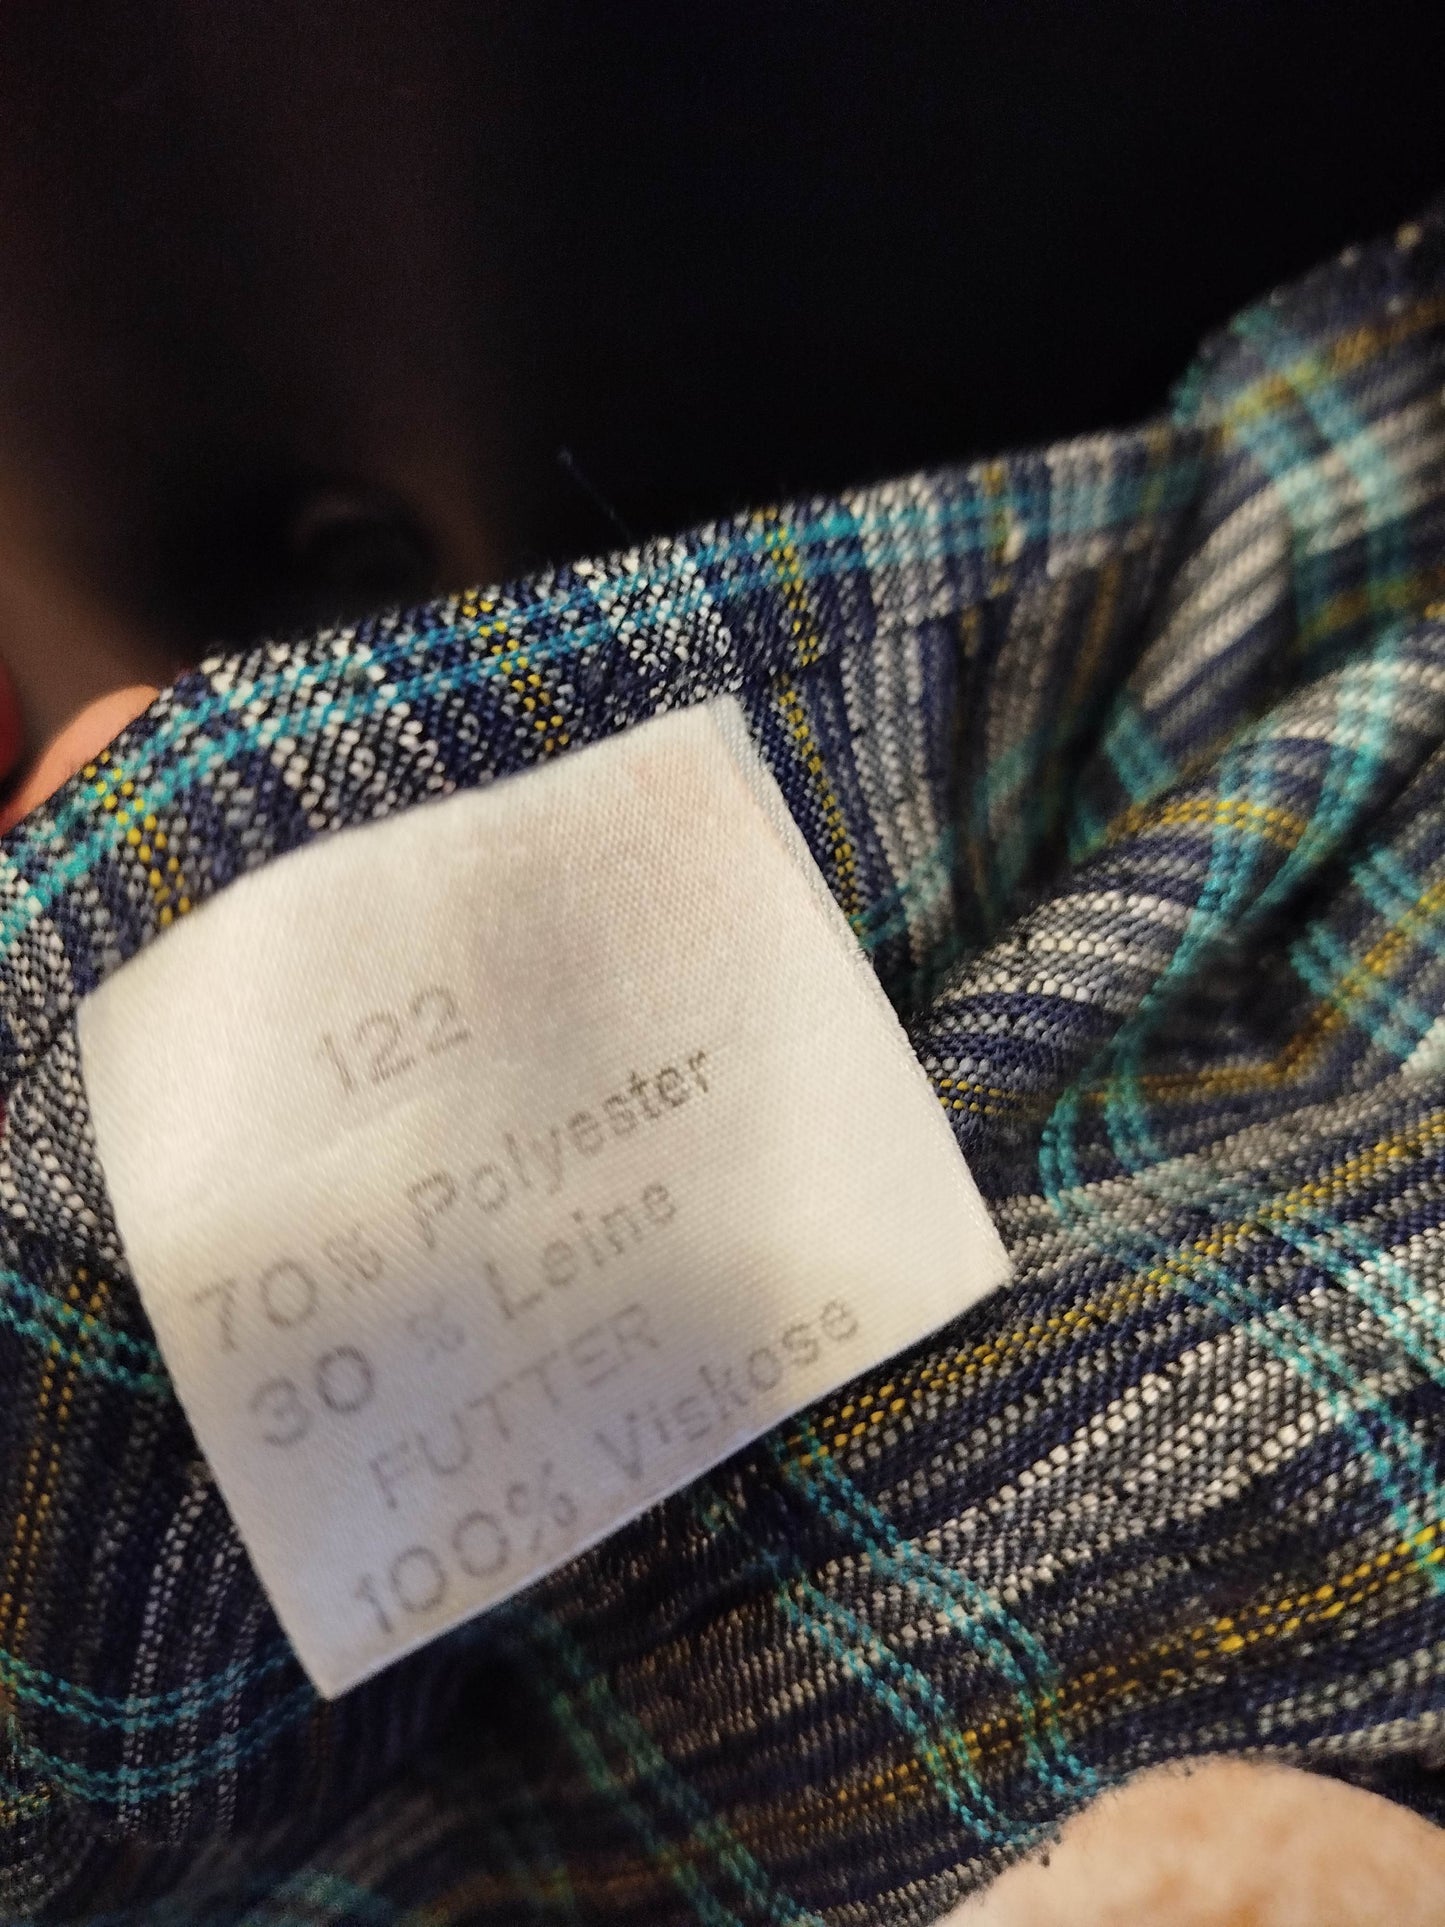 122
70% Polyester
30% Leine
FUTTER
100% Viskose